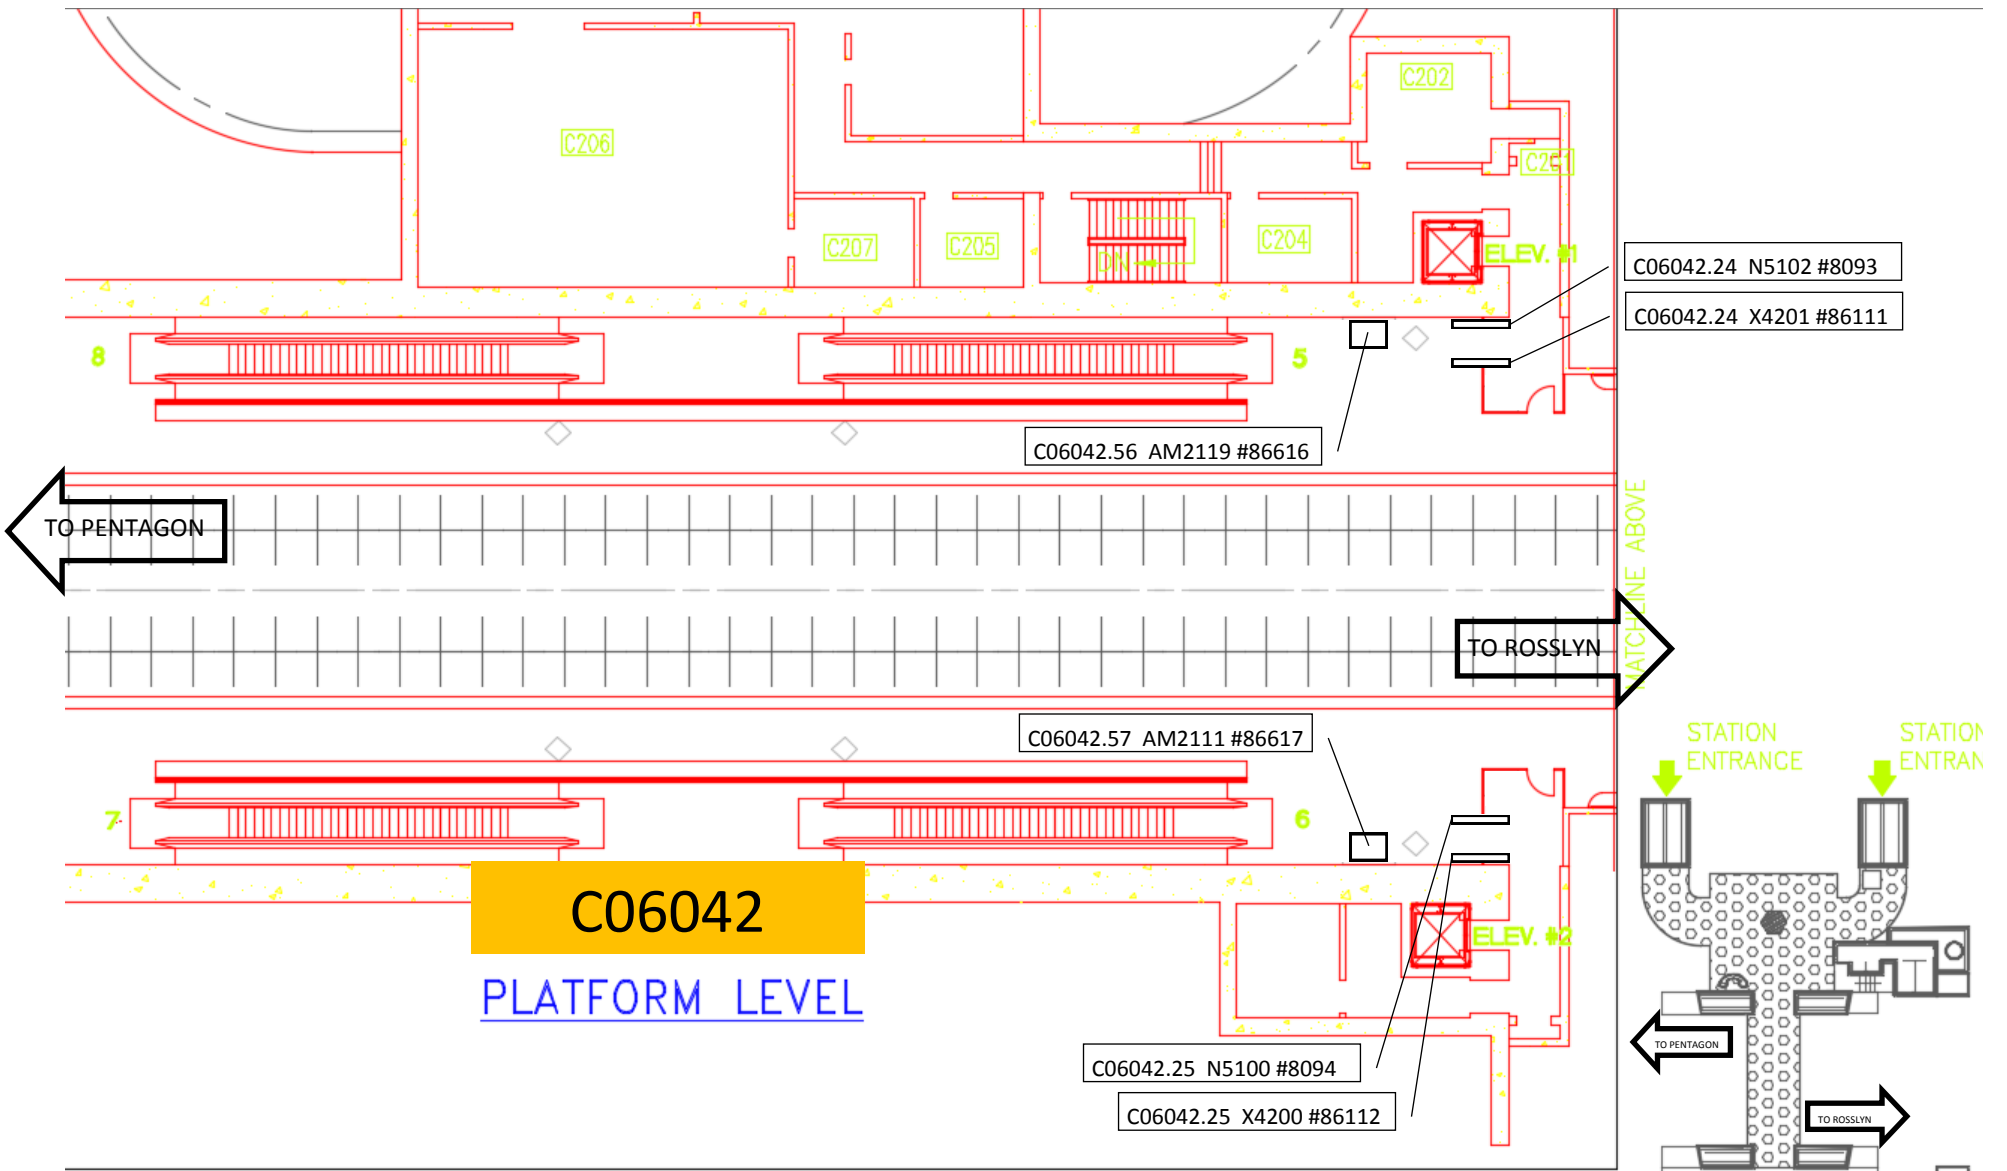 C202
C206
C201
C207
C205
C204
DN
ELEV. #1
C06042.24 N5102 #8093
C06042.24 X4201 #86111
8
5
C06042.56 AM2119 #86616
TO PENTAGON
MATCHLINE ABOVE
TO ROSSLYN
C06042.57 AM2111 #86617
STATION
ENTRANCE
STATION
ENTRAN
7
6
C06042
ELEV. #2
PLATFORM LEVEL
TO PENTAGON
C06042.25 N5100 #8094
C06042.25 X4200 #86112
TO ROSSLYN